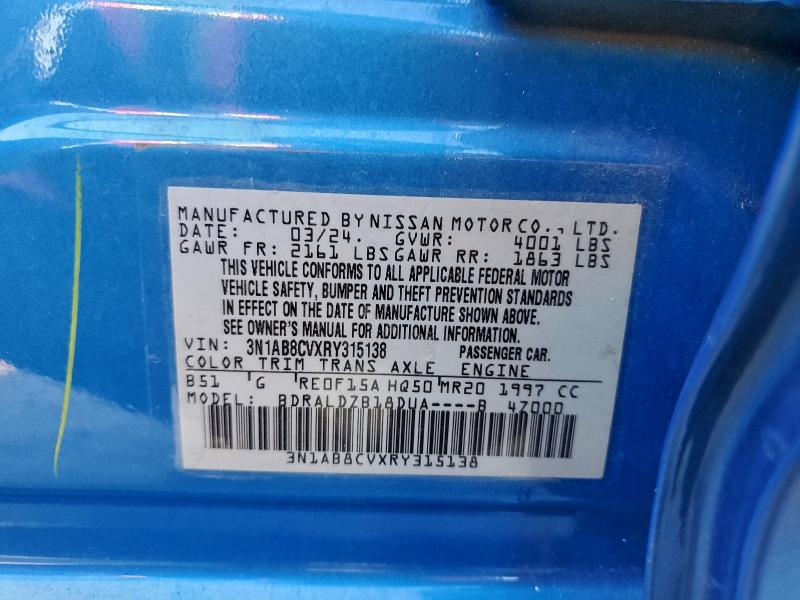 MANUFACTURED BY NISSAN MOTOR CO., LTD.
DATE: 03/24. GVWR: 4001 LBS
GAWR FR: 2161 LBS GAWR RR: 1863 LBS
THIS VEHICLE CONFORMS TO ALL APPLICABLE FEDERAL MOTOR
VEHICLE SAFETY, BUMPER AND THEFT PREVENTION STANDARDS
IN EFFECT ON THE DATE OF MANUFACTURE SHOWN ABOVE.
SEE OWNER'S MANUAL FOR ADDITIONAL INFORMATION.
VIN: 3N1AB8CVXRY315138 PASSENGER CAR.
COLOR TRIM TRANS AXLE ENGINE
B51 G RE0F15A HQ50 MR20 1997 CC
MODEL: BDRALDZB18DUA----B 47000
3N1AB8CVXRY315138